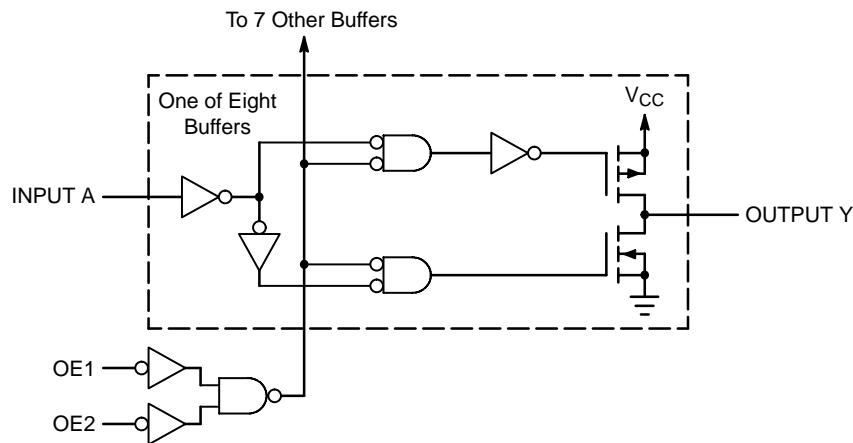 To 7 Other Buffers
One of Eight
Buffers
VCC
INPUT A
OUTPUT Y
OE1
OE2